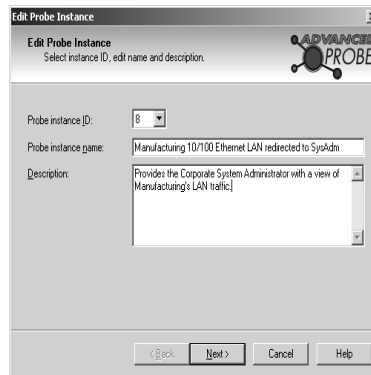 Edit Probe Instance
Edit Probe Instance
Select instance ID, edit name and description.
ADVANCED
PROBE
Probe instance ID:
8
Probe instance name:
Manufacturing 10/100 Ethernet LAN redirected to SysAdm
Description:
Provides the Corporate System Administrator with a view of
Manufacturing's LAN traffic.
< Back
Next >
Cancel
Help